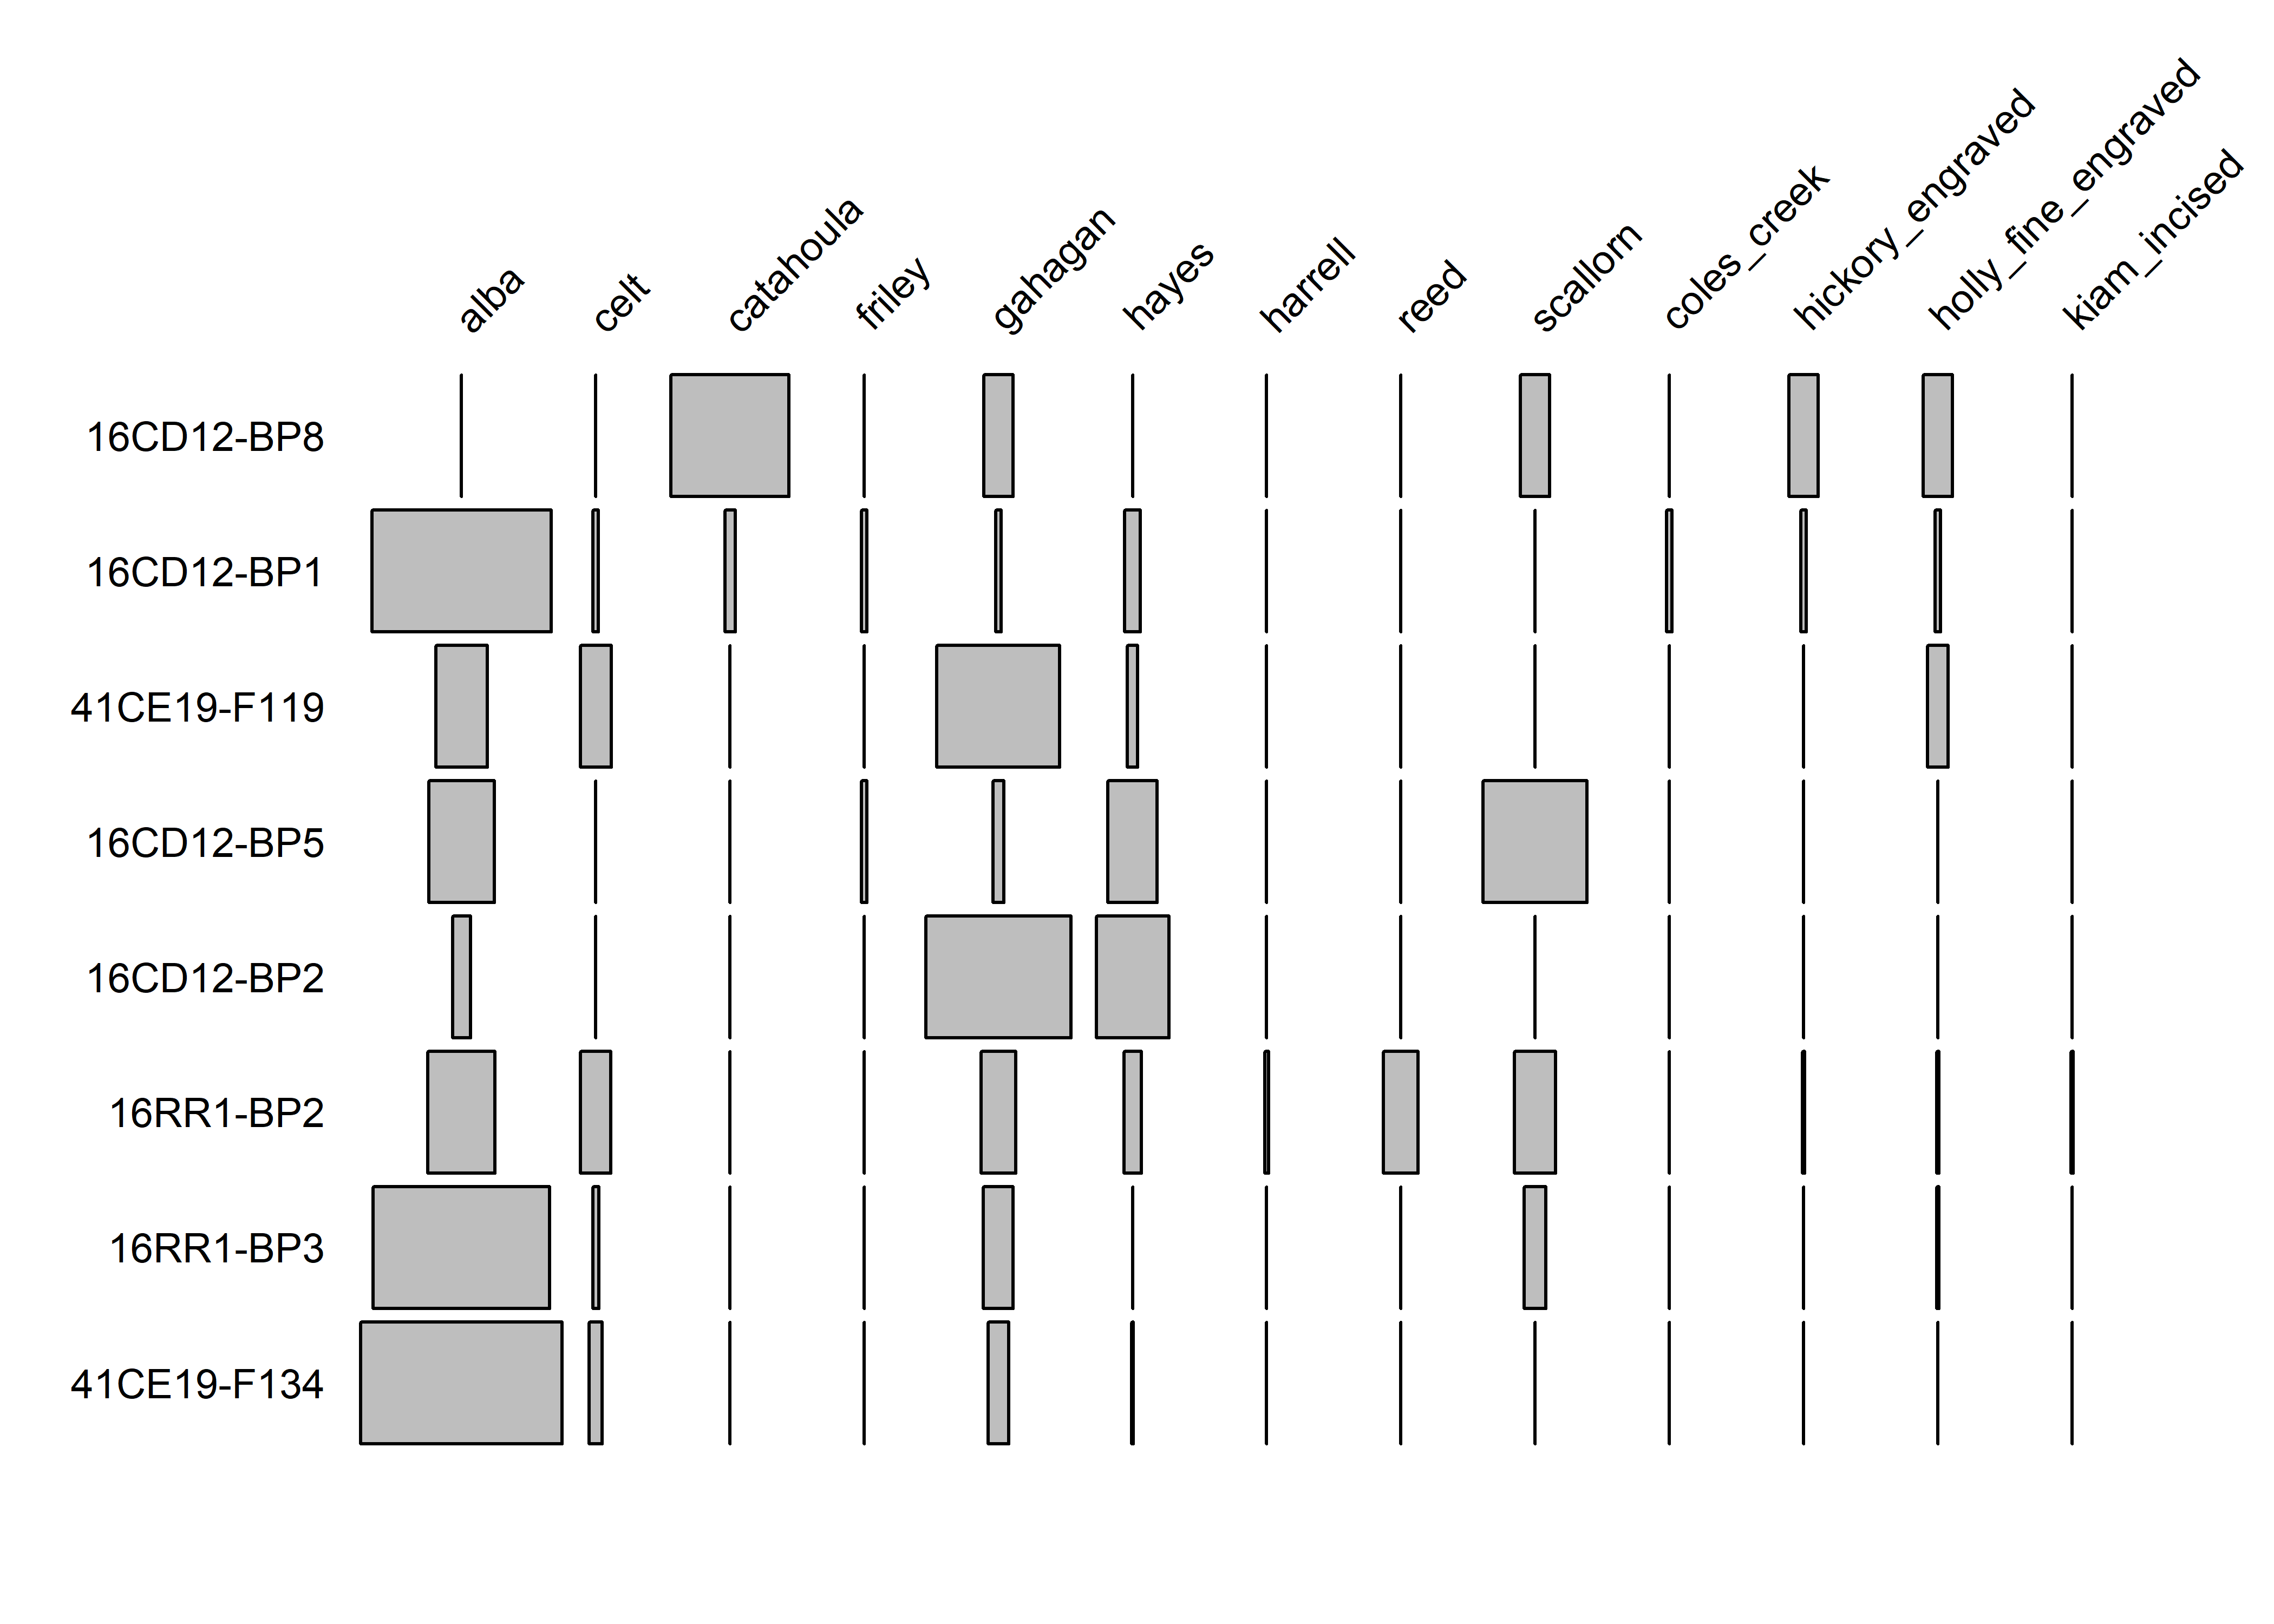 alba
celt
catahoula
friley
gahagan
hayes
harrell
reed
scallorn
coles_creek
hickory_engraved
holly_fine_engraved
kiam_incised
16CD12-BP8
16CD12-BP1
41CE19-F119
16CD12-BP5
16CD12-BP2
16RR1-BP2
16RR1-BP3
41CE19-F134